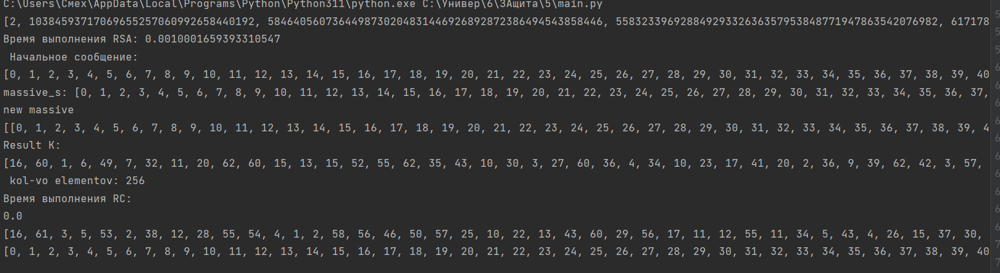 C:\Users\Смех\AppData\Local\Programs\Python\Python311\python.exe C:\Универ\6\ЗАщита\5\main.py
[2, 10384593717069655257060992658440192, 584640560736449873020483144692689287238649454385​8446, 5583233969288492933263635795384877194786354207​6982, 617178
Время выполнения RSA: 0.0010001659393310547
Начальное сообщение:
[0, 1, 2, 3, 4, 5, 6, 7, 8, 9, 10, 11, 12, 13, 14, 15, 16, 17, 18, 19, 20, 21, 22, 23, 24, 25, 26, 27, 28, 29, 30, 31, 32, 33, 34, 35, 36, 37, 38, 39, 40
massive_s: [0, 1, 2, 3, 4, 5, 6, 7, 8, 9, 10, 11, 12, 13, 14, 15, 16, 17, 18, 19, 20, 21, 22, 23, 24, 25, 26, 27, 28, 29, 30, 31, 32, 33, 34, 35, 36, 37,
new massive
[[0, 1, 2, 3, 4, 5, 6, 7, 8, 9, 10, 11, 12, 13, 14, 15, 16, 17, 18, 19, 20, 21, 22, 23, 24, 25, 26, 27, 28, 29, 30, 31, 32, 33, 34, 35, 36, 37, 38, 39, 4
Result K:
[16, 60, 1, 6, 49, 7, 32, 11, 20, 62, 60, 15, 13, 15, 52, 55, 62, 35, 43, 10, 30, 3, 27, 60, 36, 4, 34, 10, 23, 17, 41, 20, 2, 36, 9, 39, 62, 42, 3, 57,
kol-vo elementov: 256
Время выполнения RC:
0.0
[16, 61, 3, 5, 53, 2, 38, 12, 28, 55, 54, 4, 1, 2, 58, 56, 46, 50, 57, 25, 10, 22, 13, 43, 60, 29, 56, 17, 11, 12, 55, 11, 34, 5, 43, 4, 26, 15, 37, 30,
[0, 1, 2, 3, 4, 5, 6, 7, 8, 9, 10, 11, 12, 13, 14, 15, 16, 17, 18, 19, 20, 21, 22, 23, 24, 25, 26, 27, 28, 29, 30, 31, 32, 33, 34, 35, 36, 37, 38, 39, 40